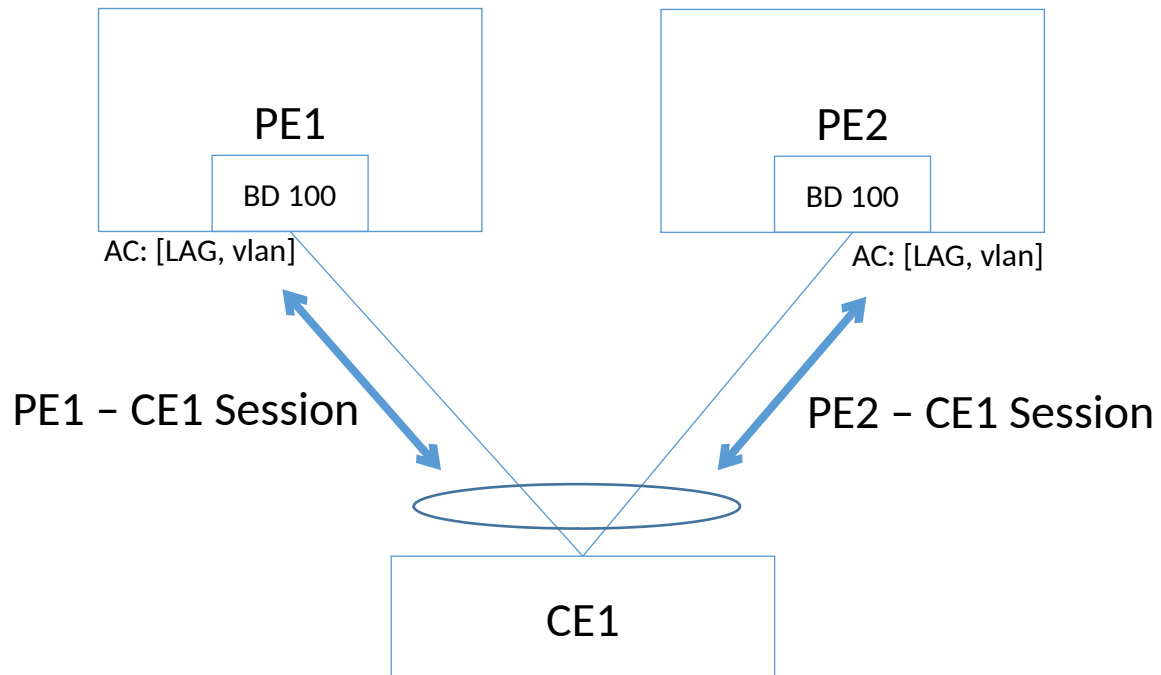 PE1
PE2
BD 100
BD 100
AC: [LAG, vlan]
AC: [LAG, vlan]
PE1 – CE1 Session
PE2 – CE1 Session
CE1